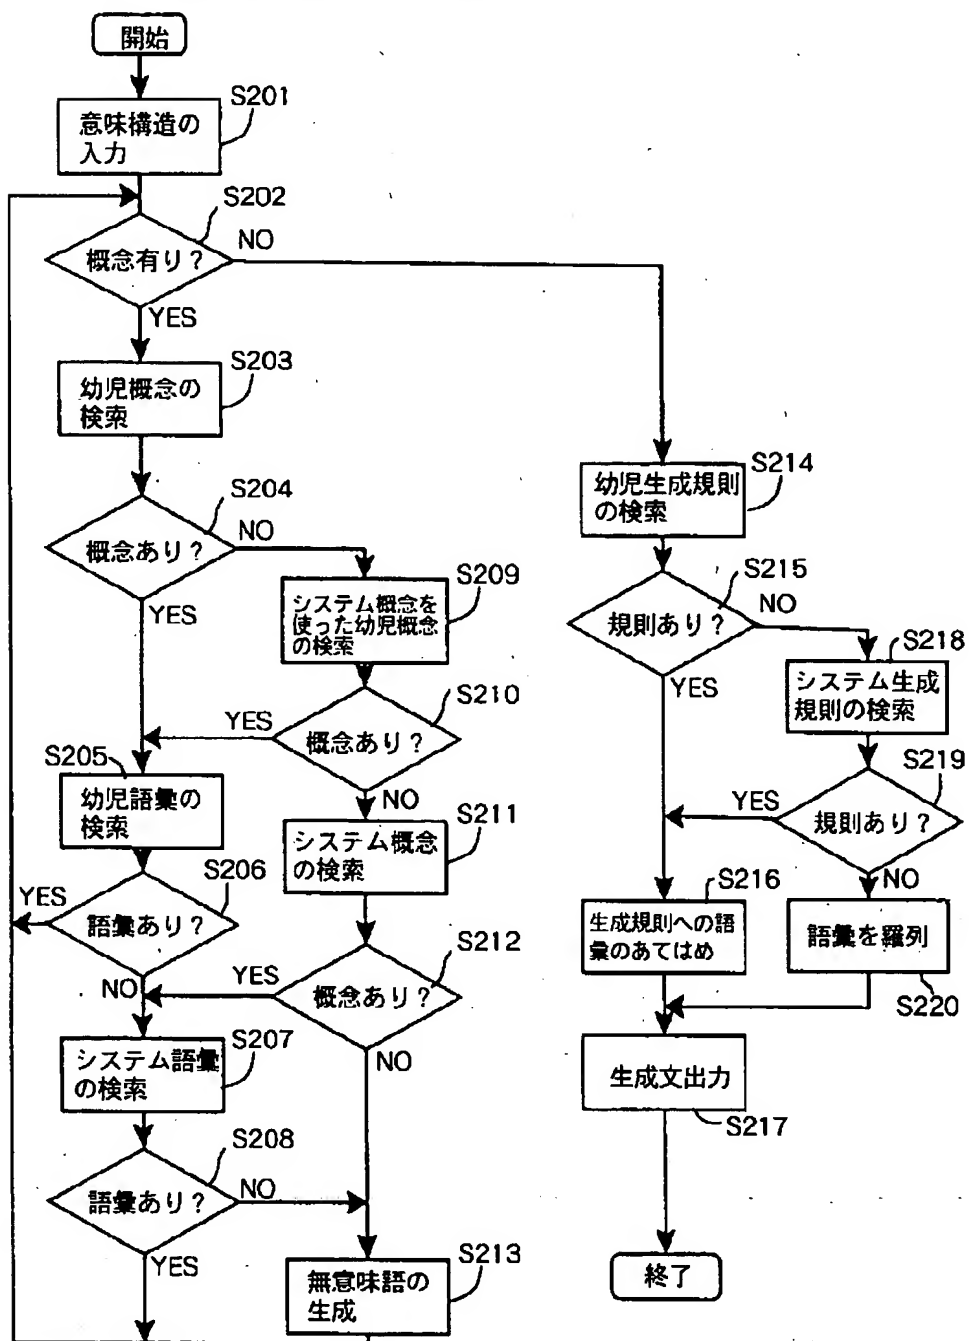 開始
S201
意味構造の
入力
S202
概念有り?
NO
YES
S203
幼児概念の
検索
S204
概念あり?
NO
YES
S209
システム概念を
使った幼児概念
の検索
S210
YES
概念あり?
NO
S205
幼児語彙の
検索
S206
YES
語彙あり?
NO
S211
システム概念
の検索
S212
YES
概念あり?
NO
S207
システム語彙
の検索
S208
語彙あり?
NO
YES
S213
無意味語の
生成
S214
幼児生成規則
の検索
S215
規則あり?
NO
YES
S218
システム生成
規則の検索
S219
YES
規則あり?
NO
S216
生成規則への語
彙のあてはめ
語彙を羅列
S220
生成文出力
S217
終了